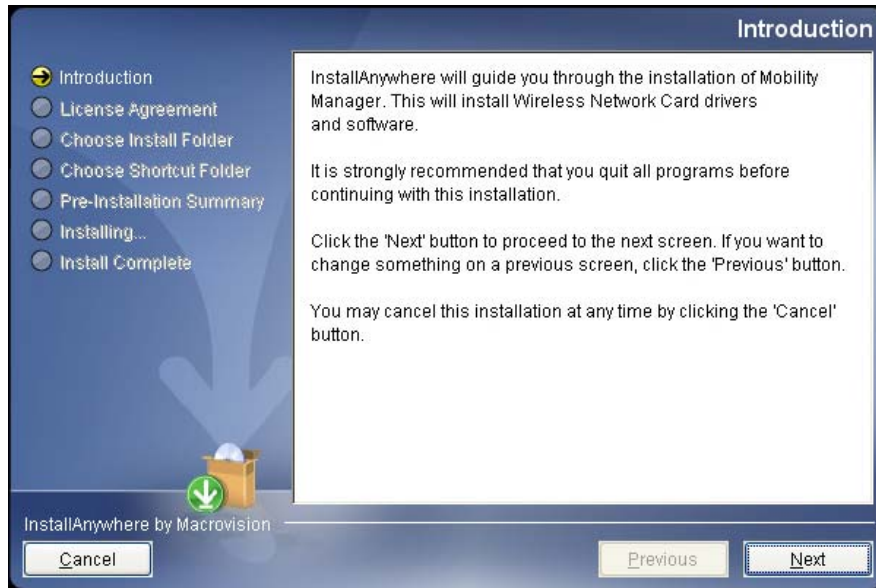 Introduction
Introduction
License Agreement
Choose Install Folder
Choose Shortcut Folder
Pre-Installation Summary
Installing...
Install Complete
InstallAnywhere will guide you through the installation of Mobility
Manager. This will install Wireless Network Card drivers
and software.
It is strongly recommended that you quit all programs before
continuing with this installation.
Click the 'Next' button to proceed to the next screen. If you want to
change something on a previous screen, click the 'Previous' button.
You may cancel this installation at any time by clicking the 'Cancel'
button.
InstallAnywhere by Macrovision
Cancel
Previous
Next